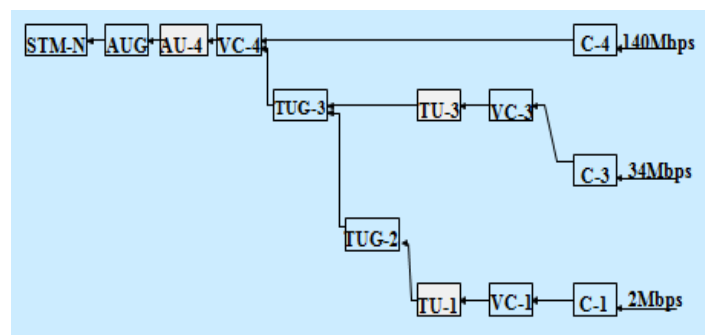 STM-N AUG AU-4 VC-4 C-4 140Mbps
TUG-3 TU-3 VC-3
C-3 34Mbps
TUG-2
TU-1 VC-1 C-1 2Mbps